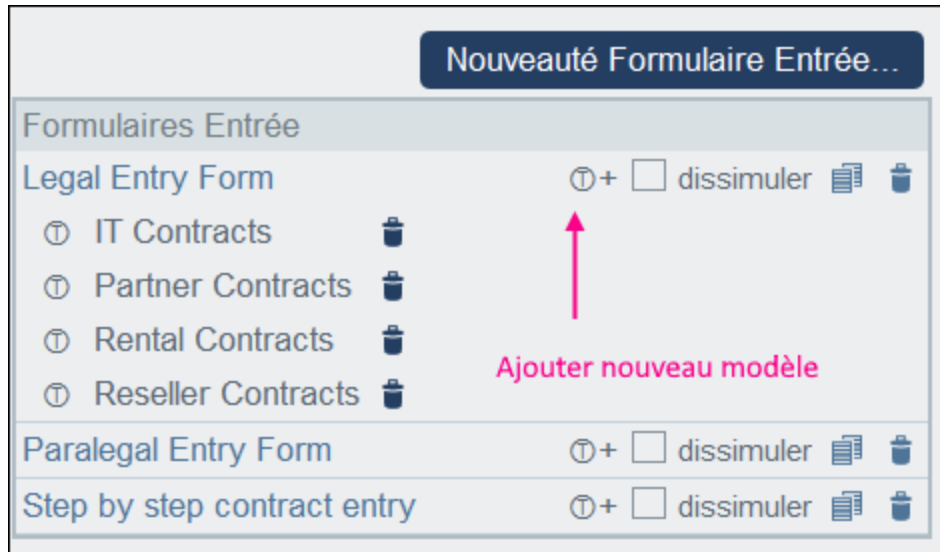 Nouveauté Formulaire Entrée...
Formulaires Entrée
Legal Entry Form Ⓣ+ dissimuler
Ⓣ IT Contracts
Ⓣ Partner Contracts
Ⓣ Rental Contracts
Ajouter nouveau modèle
Ⓣ Reseller Contracts
Paralegal Entry Form Ⓣ+ dissimuler
Step by step contract entry Ⓣ+ dissimuler